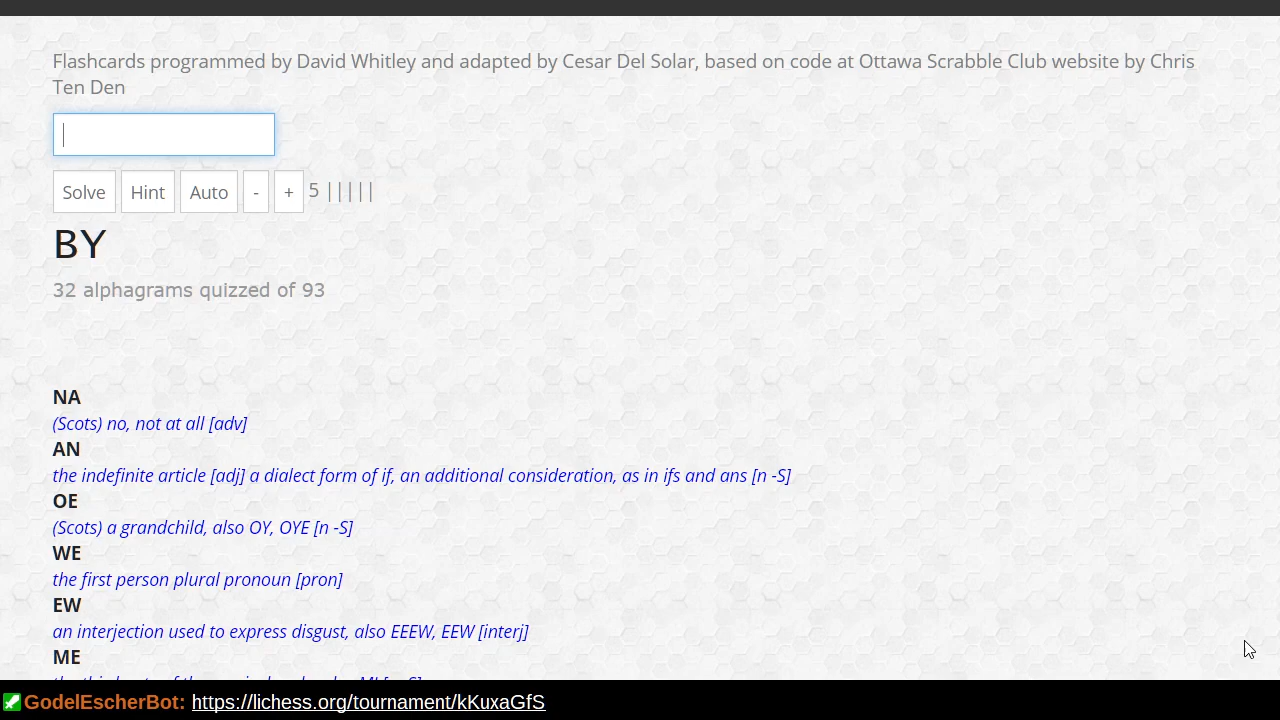 Flashcards programmed by David Whitley and adapted by Cesar Del Solar, based on code at Ottawa Scrabble Club website by Chris
Ten Den
Solve Hint Auto - + 5 |||||
BY
32 alphagrams quizzed of 93
NA
(Scots) no, not at all [adv]
AN
the indefinite article [adj] a dialect form of if, an additional consideration, as in ifs and ans [n -S]
OE
(Scots) a grandchild, also OY, OYE [n -S]
WE
the first person plural pronoun [pron]
EW
an interjection used to express disgust, also EEEW, EEW [interj]
ME
GodelEscherBot: https://lichess.org/tournament/kKuxaGfS